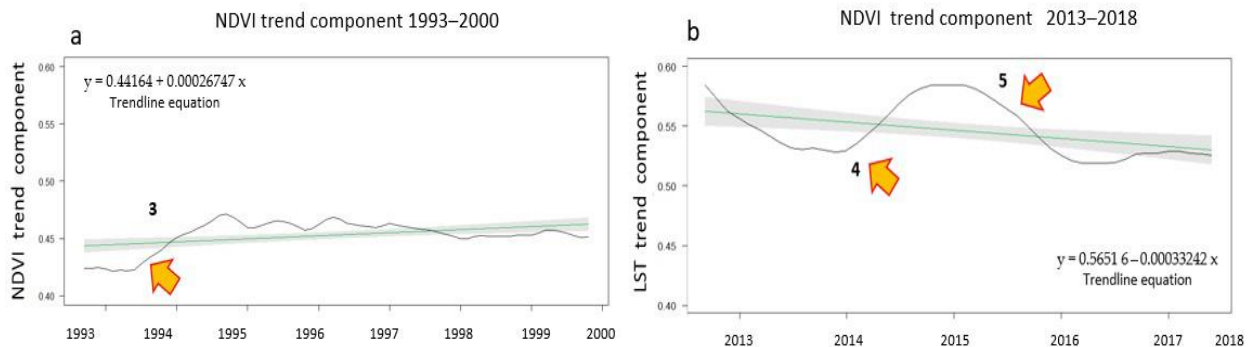 NDVI trend component 1993–2000
a
NDVI trend component
0.60
0.55
0.50
0.45
0.40
y = 0.44164 + 0.00026747 x
Trendline equation
3
1993 1994 1995 1996 1997 1998 1999 2000
NDVI trend component 2013–2018
b
LST trend component
0.60
0.55
0.50
0.45
0.40
5
4
y = 0.5651 6 – 0.00033242 x
Trendline equation
2013 2014 2015 2016 2017 2018